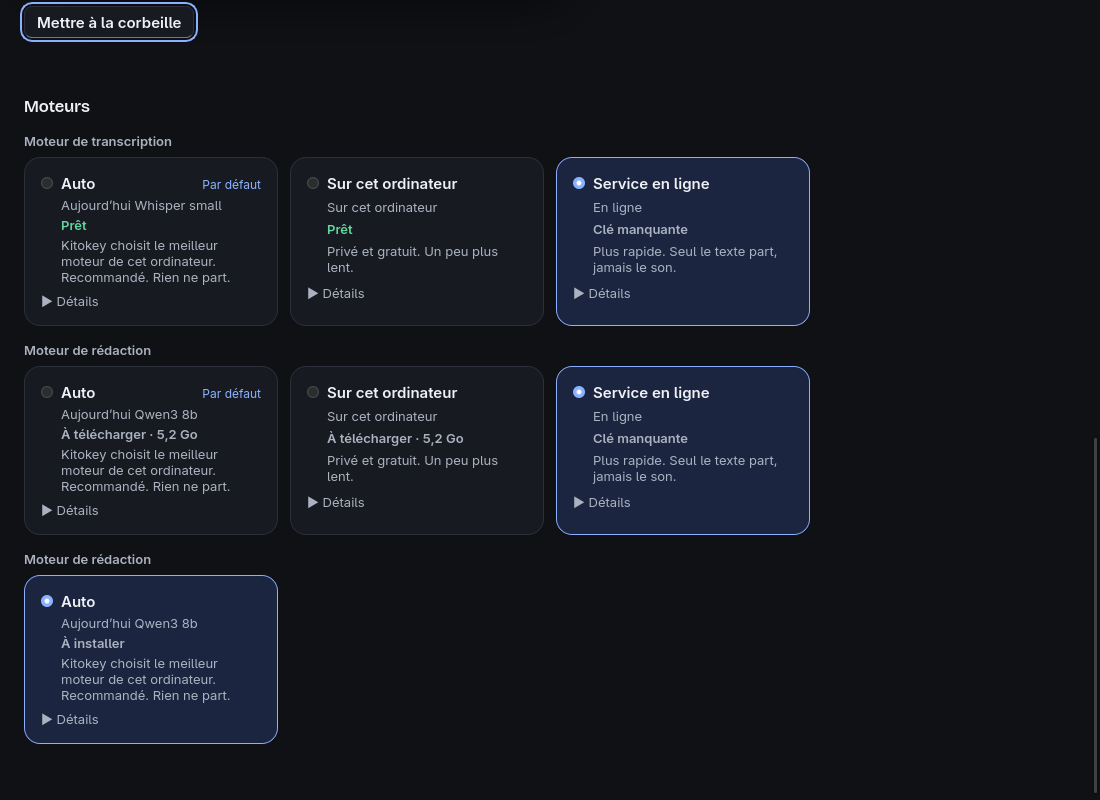 Mettre à la corbeille
Moteurs
Moteur de transcription
Auto
Par défaut
Aujourd’hui Whisper small
Prêt
Kitokey choisit le meilleur
moteur de cet ordinateur.
Recommandé. Rien ne part.
▶ Détails
Sur cet ordinateur
Sur cet ordinateur
Prêt
Privé et gratuit. Un peu plus
lent.
▶ Détails
Service en ligne
En ligne
Clé manquante
Plus rapide. Seul le texte part,
jamais le son.
▶ Détails
Moteur de rédaction
Auto
Par défaut
Aujourd’hui Qwen3 8b
À télécharger · 5,2 Go
Kitokey choisit le meilleur
moteur de cet ordinateur.
Recommandé. Rien ne part.
▶ Détails
Sur cet ordinateur
Sur cet ordinateur
À télécharger · 5,2 Go
Privé et gratuit. Un peu plus
lent.
▶ Détails
Service en ligne
En ligne
Clé manquante
Plus rapide. Seul le texte part,
jamais le son.
▶ Détails
Moteur de rédaction
Auto
Aujourd’hui Qwen3 8b
À installer
Kitokey choisit le meilleur
moteur de cet ordinateur.
Recommandé. Rien ne part.
▶ Détails